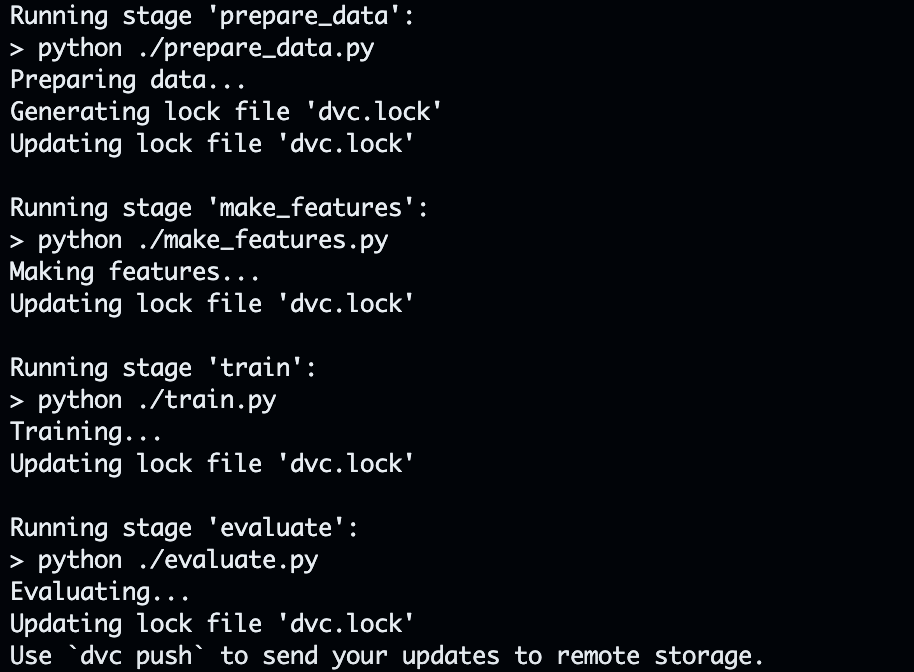 Running stage 'prepare_data':
> python ./prepare_data.py
Preparing data...
Generating lock file 'dvc.lock'
Updating lock file 'dvc.lock'

Running stage 'make_features':
> python ./make_features.py
Making features...
Updating lock file 'dvc.lock'

Running stage 'train':
> python ./train.py
Training...
Updating lock file 'dvc.lock'

Running stage 'evaluate':
> python ./evaluate.py
Evaluating...
Updating lock file 'dvc.lock'
Use `dvc push` to send your updates to remote storage.